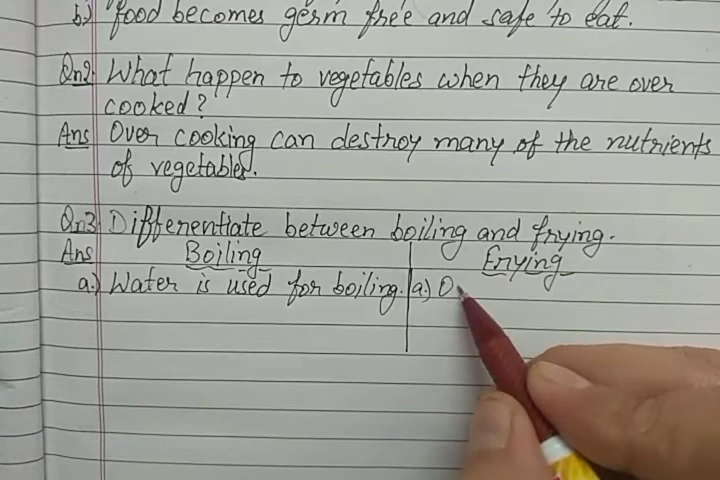 b.) food becomes germ free and safe to eat.
Qn2 What happen to vegetables when they are over
cooked?
Ans Over cooking can destroy many of the nutrients
of vegetables.
Qn3 Differentiate between boiling and frying.
Ans Boiling Frying
a.) Water is used for boiling. a) O